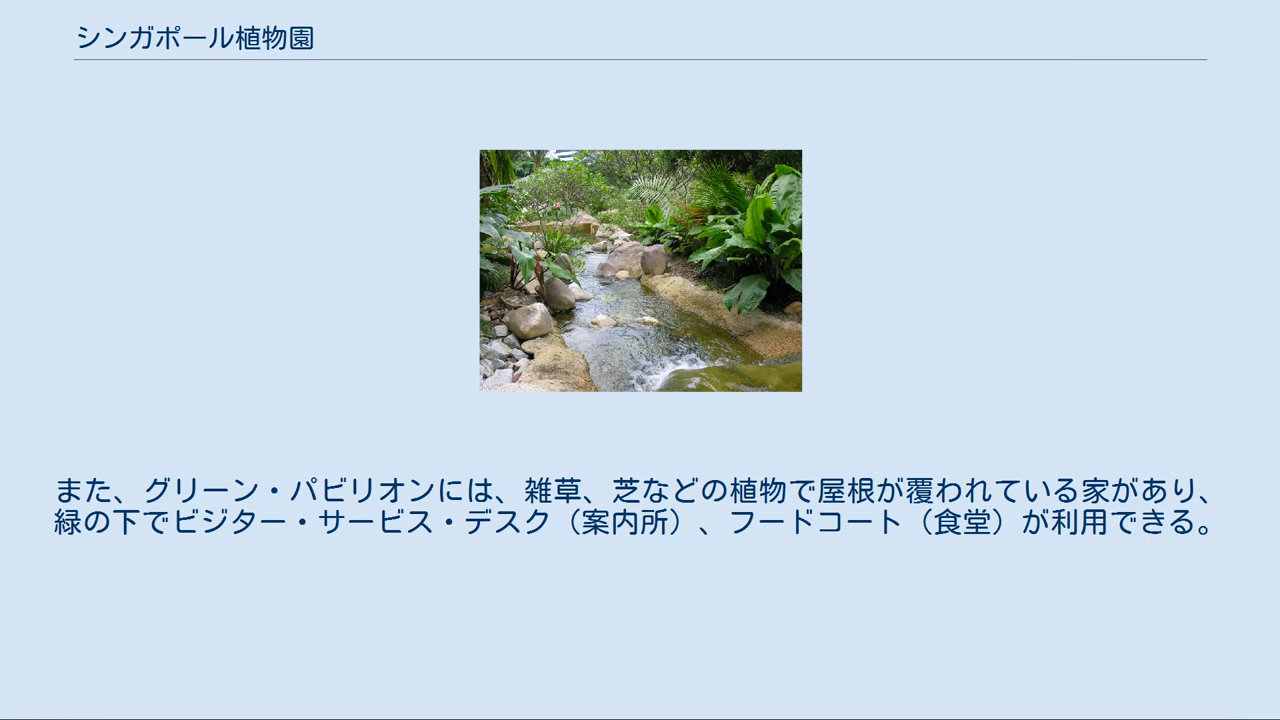 シンガポール植物園
また、グリーン・パビリオンには、雑草、芝などの植物で屋根が覆われている家があり、
緑の下でビジター・サービス・デスク（案内所）、フードコート（食堂）が利用できる。